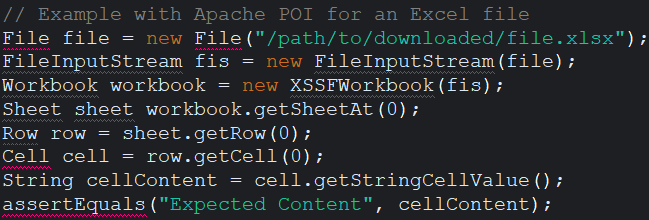 // Example with Apache POI for an Excel file
File file = new File("/path/to/downloaded/file.xlsx");
FileInputStream fis = new FileInputStream(file);
Workbook workbook = new XSSFWorkbook(fis);
Sheet sheet workbook.getSheetAt(0);
Row row = sheet.getRow(0);
Cell cell = row.getCell(0);
String cellContent = cell.getStringCellValue();
assertEquals("Expected Content", cellContent);